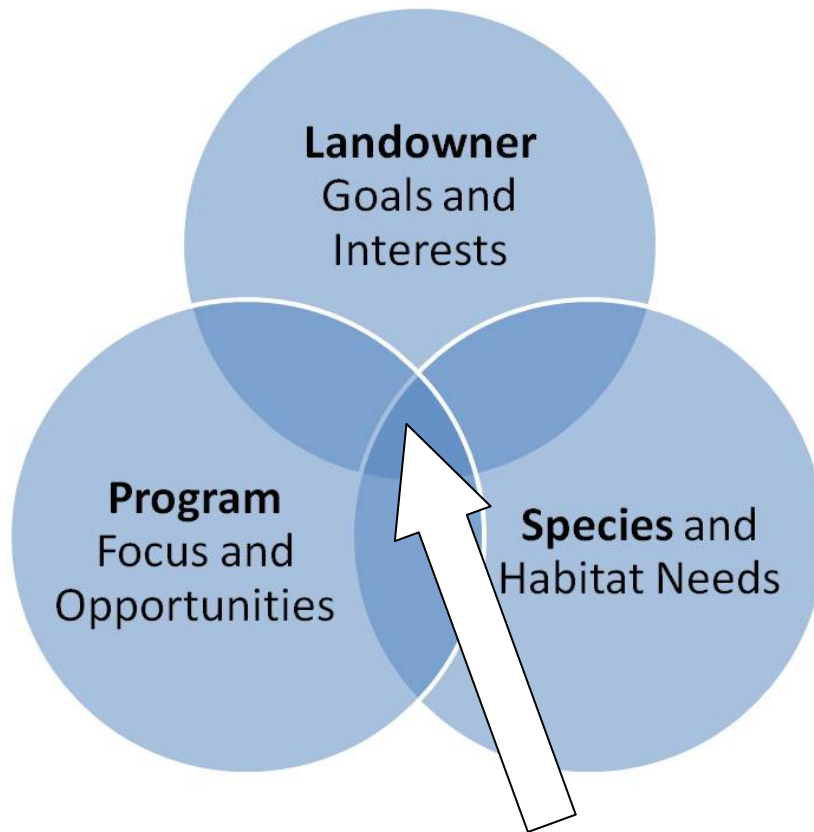 Landowner
Goals and
Interests
Program
Focus and
Opportunities
Species and
Habitat Needs